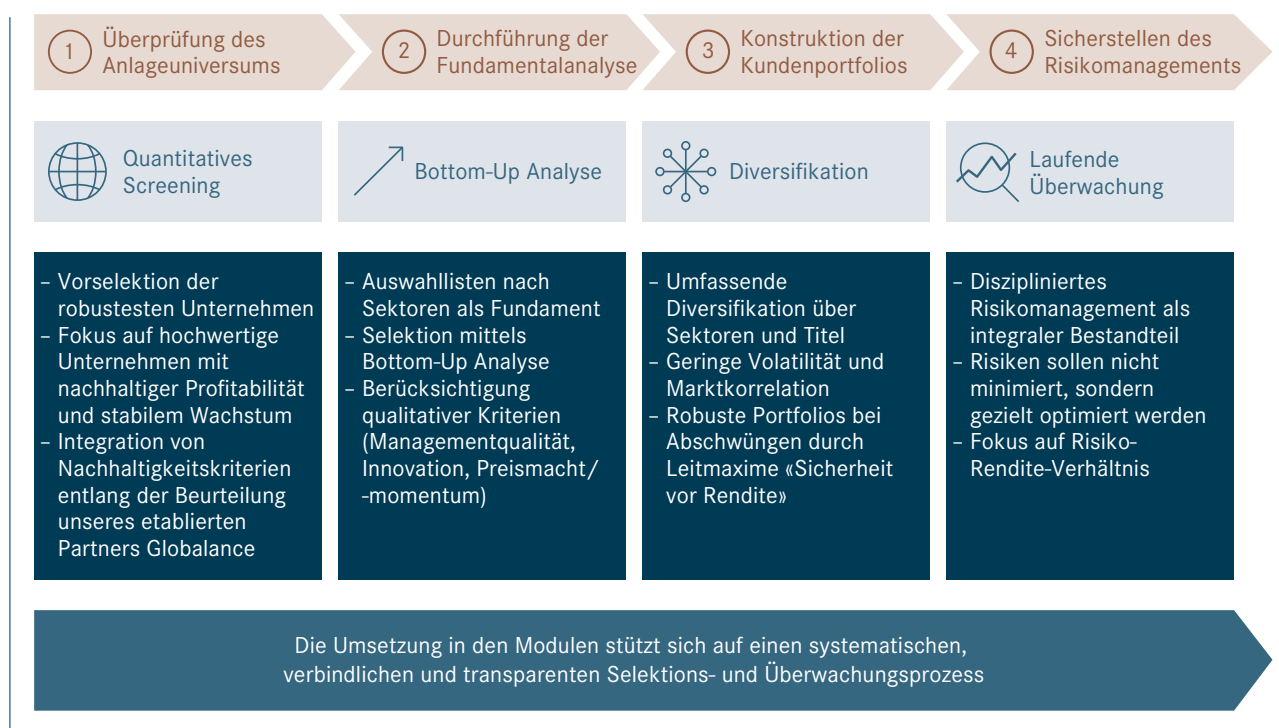 1 Überprüfung des
Anlageuniversums
2 Durchführung der
Fundamentalanalyse
3 Konstruktion der
Kundenportfolios
4 Sicherstellen des
Risikomanagements
Quantitatives
Screening
Bottom-Up Analyse
Diversifikation
Laufende
Überwachung
– Vorselektion der
robustesten Unternehmen
– Fokus auf hochwertige
Unternehmen mit
nachhaltiger Profitabilität
und stabilem Wachstum
– Integration von
Nachhaltigkeitskriterien
entlang der Beurteilung
unseres etablierten
Partners Globalance
– Auswahllisten nach
Sektoren als Fundament
– Selektion mittels
Bottom-Up Analyse
– Berücksichtigung
qualitativer Kriterien
(Managementqualität,
Innovation, Preismacht/
-momentum)
– Umfassende
Diversifikation über
Sektoren und Titel
– Geringe Volatilität und
Marktkorrelation
– Robuste Portfolios bei
Abschwüngen durch
Leitmaxime «Sicherheit
vor Rendite»
– Diszipliniertes
Risikomanagement als
integraler Bestandteil
– Risiken sollen nicht
minimiert, sondern
gezielt optimiert werden
– Fokus auf Risiko-
Rendite-Verhältnis
Die Umsetzung in den Modulen stützt sich auf einen systematischen,
verbindlichen und transparenten Selektions- und Überwachungsprozess